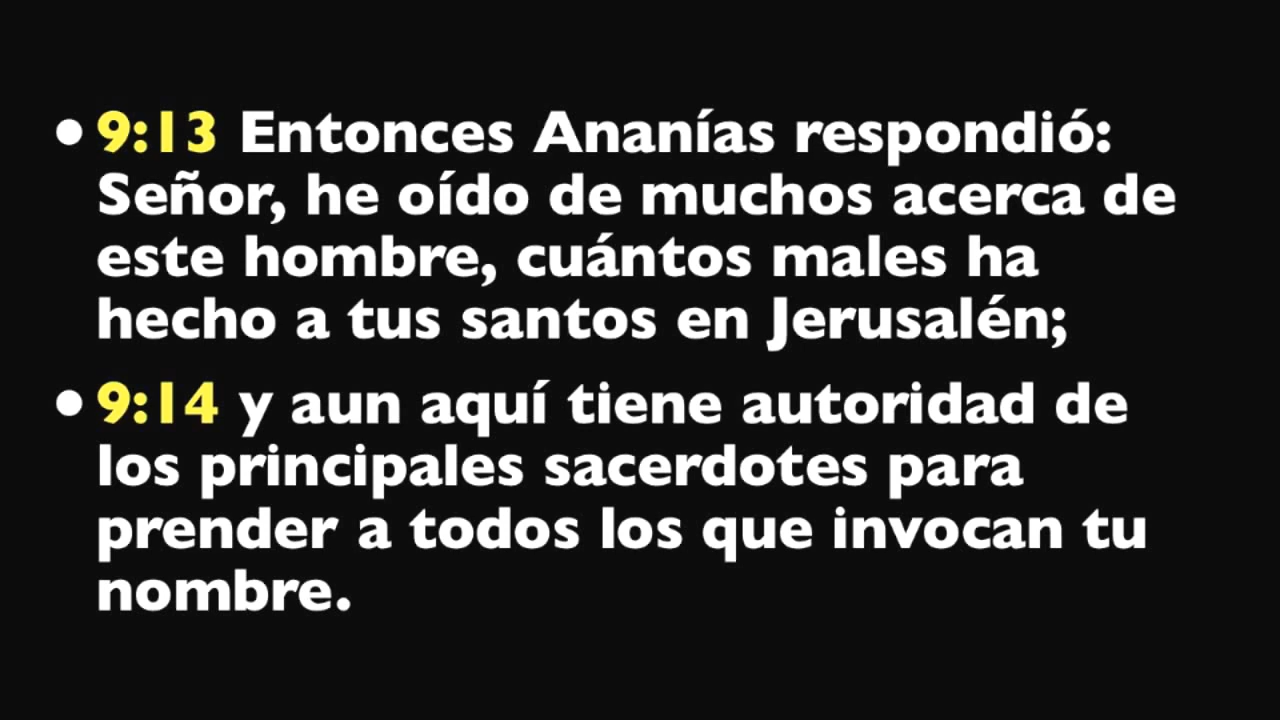 • 9:13 Entonces Ananías respondió:
Señor, he oído de muchos acerca de
este hombre, cuántos males ha
hecho a tus santos en Jerusalén;
• 9:14 y aun aquí tiene autoridad de
los principales sacerdotes para
prender a todos los que invocan tu
nombre.